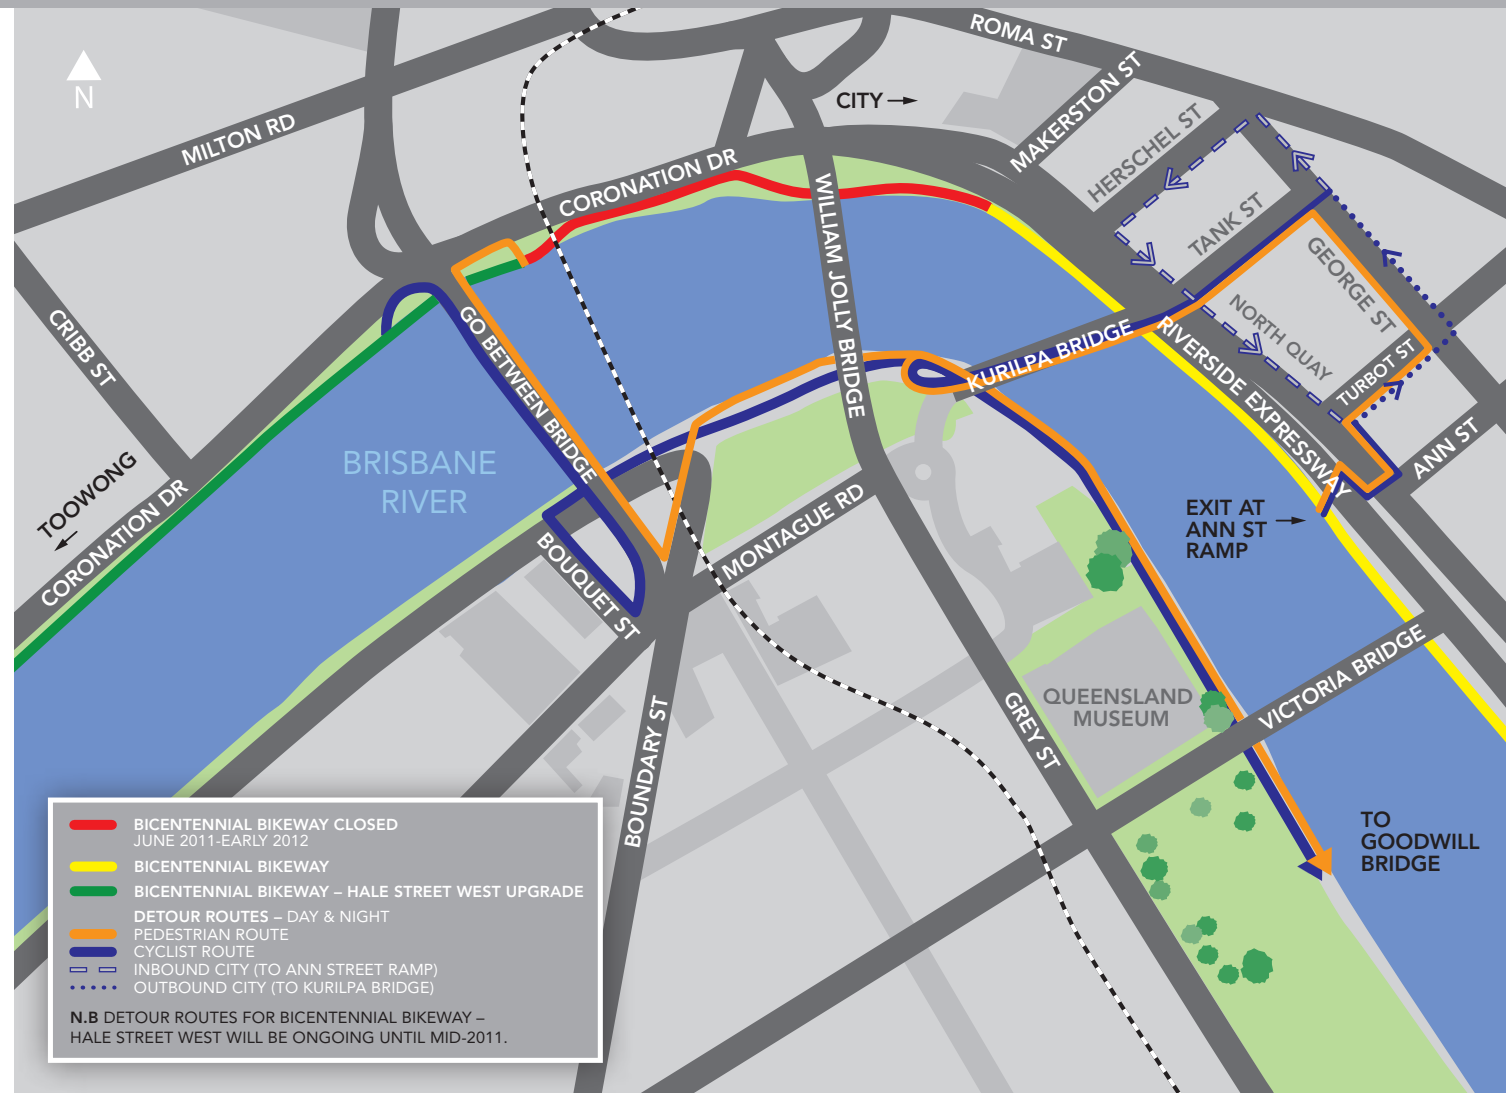 ROMA ST
N
CITY
MAKERSTON ST
MILTON RD
HERSCHEL ST
CORONATION DR
WILLIAM JOLLY BRIDGE
TANK ST
GEORGE ST
NORTH QUAY
CRIBB ST
GO BETWEEN BRIDGE
KURILPA BRIDGE
RIVERSIDE EXPRESSWAY
TURBOT ST
ANN ST
BRISBANE
RIVER
TOOWONG
CORONATION DR
EXIT AT
ANN ST
RAMP
MONTAGUE RD
BOUQUET ST
VICTORIA BRIDGE
QUEENSLAND
MUSEUM
GREY ST
BOUNDARY ST
TO
GOODWILL
BRIDGE
BICENTENNIAL BIKEWAY CLOSED
JUNE 2011-EARLY 2012
BICENTENNIAL BIKEWAY
BICENTENNIAL BIKEWAY – HALE STREET WEST UPGRADE
DETOUR ROUTES – DAY & NIGHT
PEDESTRIAN ROUTE
CYCLIST ROUTE
INBOUND CITY (TO ANN STREET RAMP)
OUTBOUND CITY (TO KURILPA BRIDGE)
N.B DETOUR ROUTES FOR BICENTENNIAL BIKEWAY –
HALE STREET WEST WILL BE ONGOING UNTIL MID-2011.